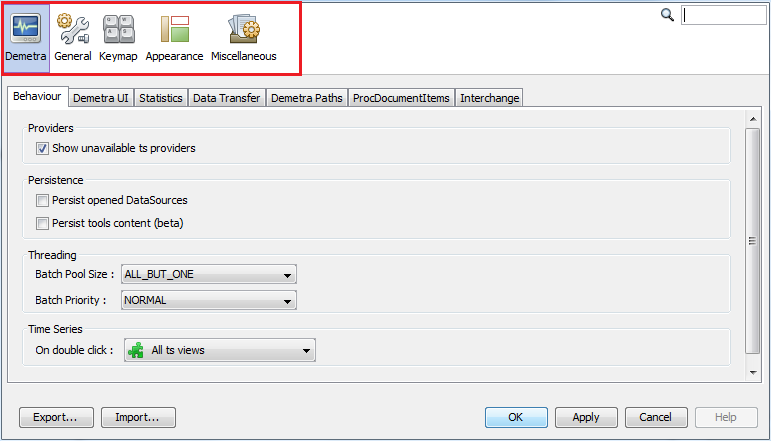 Demetra General Keymap Appearance Miscellaneous
Behaviour Demetra UI Statistics Data Transfer Demetra Paths ProcDocumentItems Interchange
Providers
Show unavailable ts providers
Persistence
Persist opened DataSources
Persist tools content (beta)
Threading
Batch Pool Size : ALL_BUT_ONE
Batch Priority : NORMAL
Time Series
On double click : All ts views
Export... Import... OK Apply Cancel Help